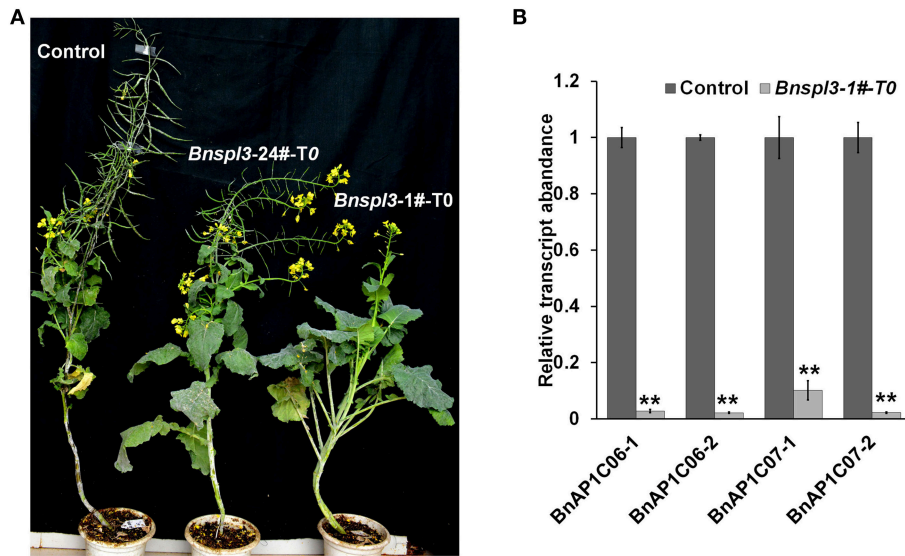 A
Control
Bnspl3-24#-T0
Bnspl3-1#-T0
B
Control Bnspl3-1#-T0
Relative transcript abundance
1.2
1
0.8
0.6
0.4
0.2
0
**
**
**
**
BnAP1C06-1
BnAP1C06-2
BnAP1C07-1
BnAP1C07-2